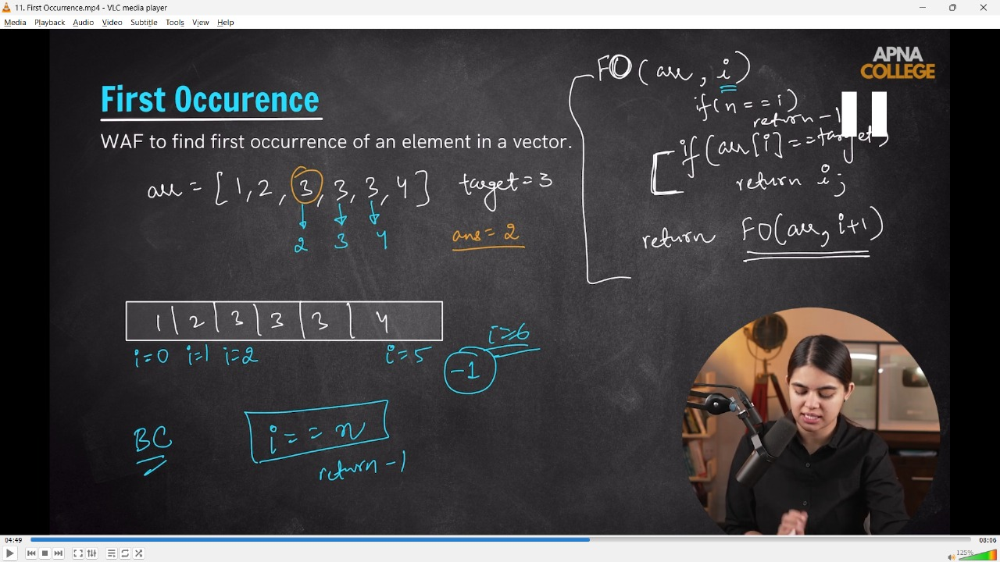 11. First Occurrence.mp4 - VLC media player
Media Playback Audio Video Subtitle Tools View Help
APNA
COLLEGE
First Occurence
WAF to find first occurrence of an element in a vector.
arr = [1, 2, 3, 3, 3, 4] target = 3
2 3 4
ans = 2
FO(arr, i)
if(n == i)
return -1
if(arr[i] == target)
return i;
return FO(arr, i+1)
1 | 2 | 3 | 3 | 3 | 4
i=0 i=1 i=2 i=5
i=6
-1
BC
i == n
return -1
04:49
08:06
125%